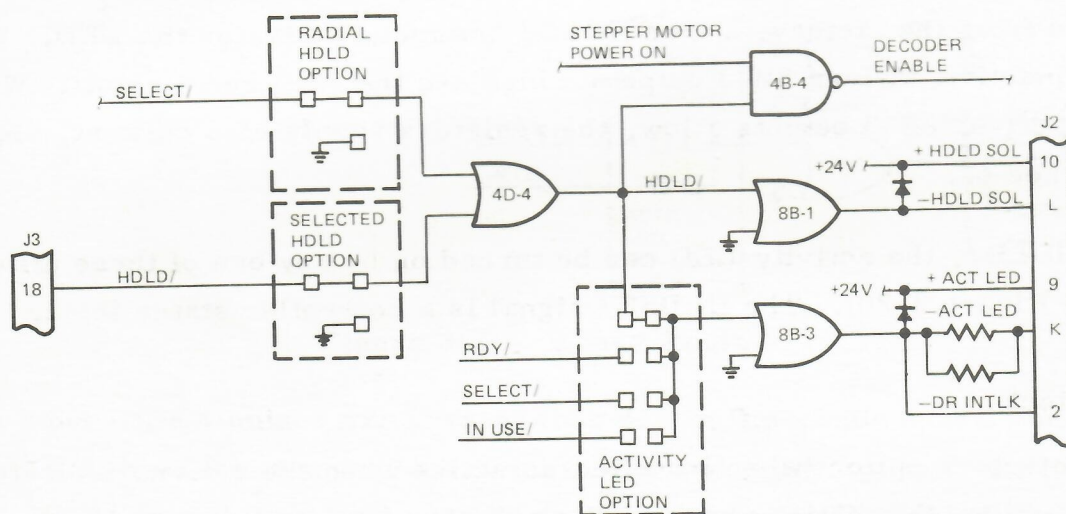 RADIAL
HDLD
OPTION
STEPPER MOTOR
POWER ON
DECODER
ENABLE
4B-4
SELECT/
J2
+ HDLD SOL
+24V
10
4D-4
HDLD/
8B-1
–HDLD SOL
L
SELECTED
HDLD
OPTION
J3
18
HDLD/
+ ACT LED
+24V
9
–ACT LED
8B-3
K
RDY/
SELECT/
–DR INTLK
2
IN USE/
ACTIVITY
LED
OPTION